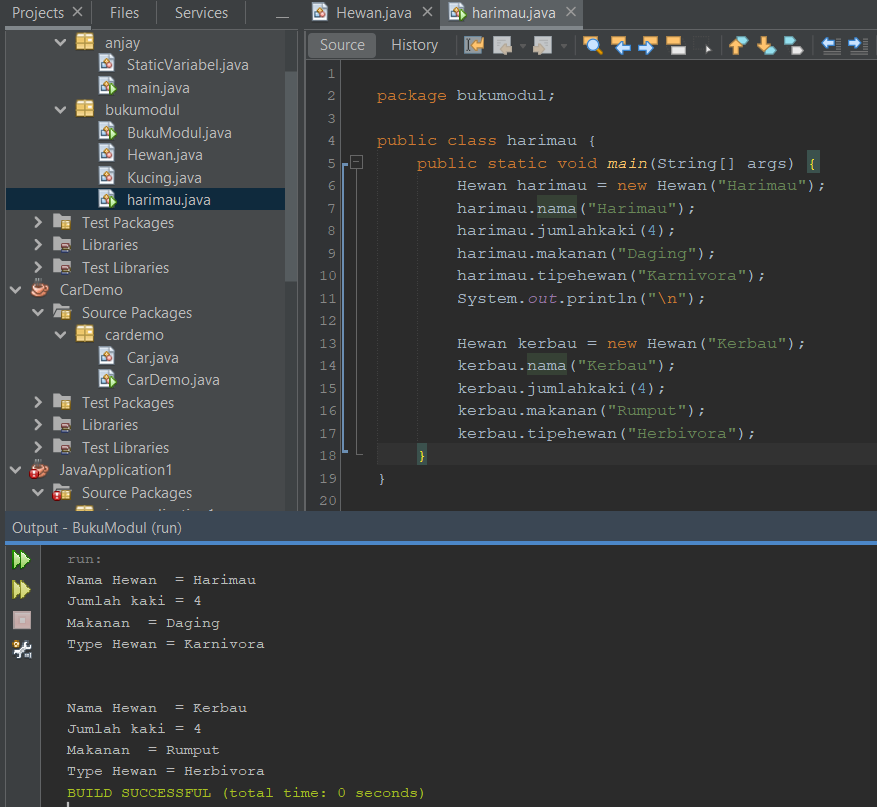 Projects
Files
Services
anjay
StaticVariabel.java
main.java
bukumodul
BukuModul.java
Hewan.java
Kucing.java
harimau.java
Test Packages
Libraries
Test Libraries
CarDemo
Source Packages
cardemo
Car.java
CarDemo.java
Test Packages
Libraries
Test Libraries
JavaApplication1
Source Packages
Hewan.java
harimau.java
Source
History
1
2 package bukumodul;
3
4 public class harimau {
5 public static void main(String[] args) {
6 Hewan harimau = new Hewan("Harimau");
7 harimau.nama("Harimau");
8 harimau.jumlahkaki(4);
9 harimau.makanan("Daging");
10 harimau.tipehewan("Karnivora");
11 System.out.println("\n");
12
13 Hewan kerbau = new Hewan("Kerbau");
14 kerbau.nama("Kerbau");
15 kerbau.jumlahkaki(4);
16 kerbau.makanan("Rumput");
17 kerbau.tipehewan("Herbivora");
18 }
19 }
20
Output - BukuModul (run)
run:
Nama Hewan  = Harimau
Jumlah kaki = 4
Makanan  = Daging
Type Hewan = Karnivora
Nama Hewan  = Kerbau
Jumlah kaki = 4
Makanan  = Rumput
Type Hewan = Herbivora
BUILD SUCCESSFUL (total time: 0 seconds)